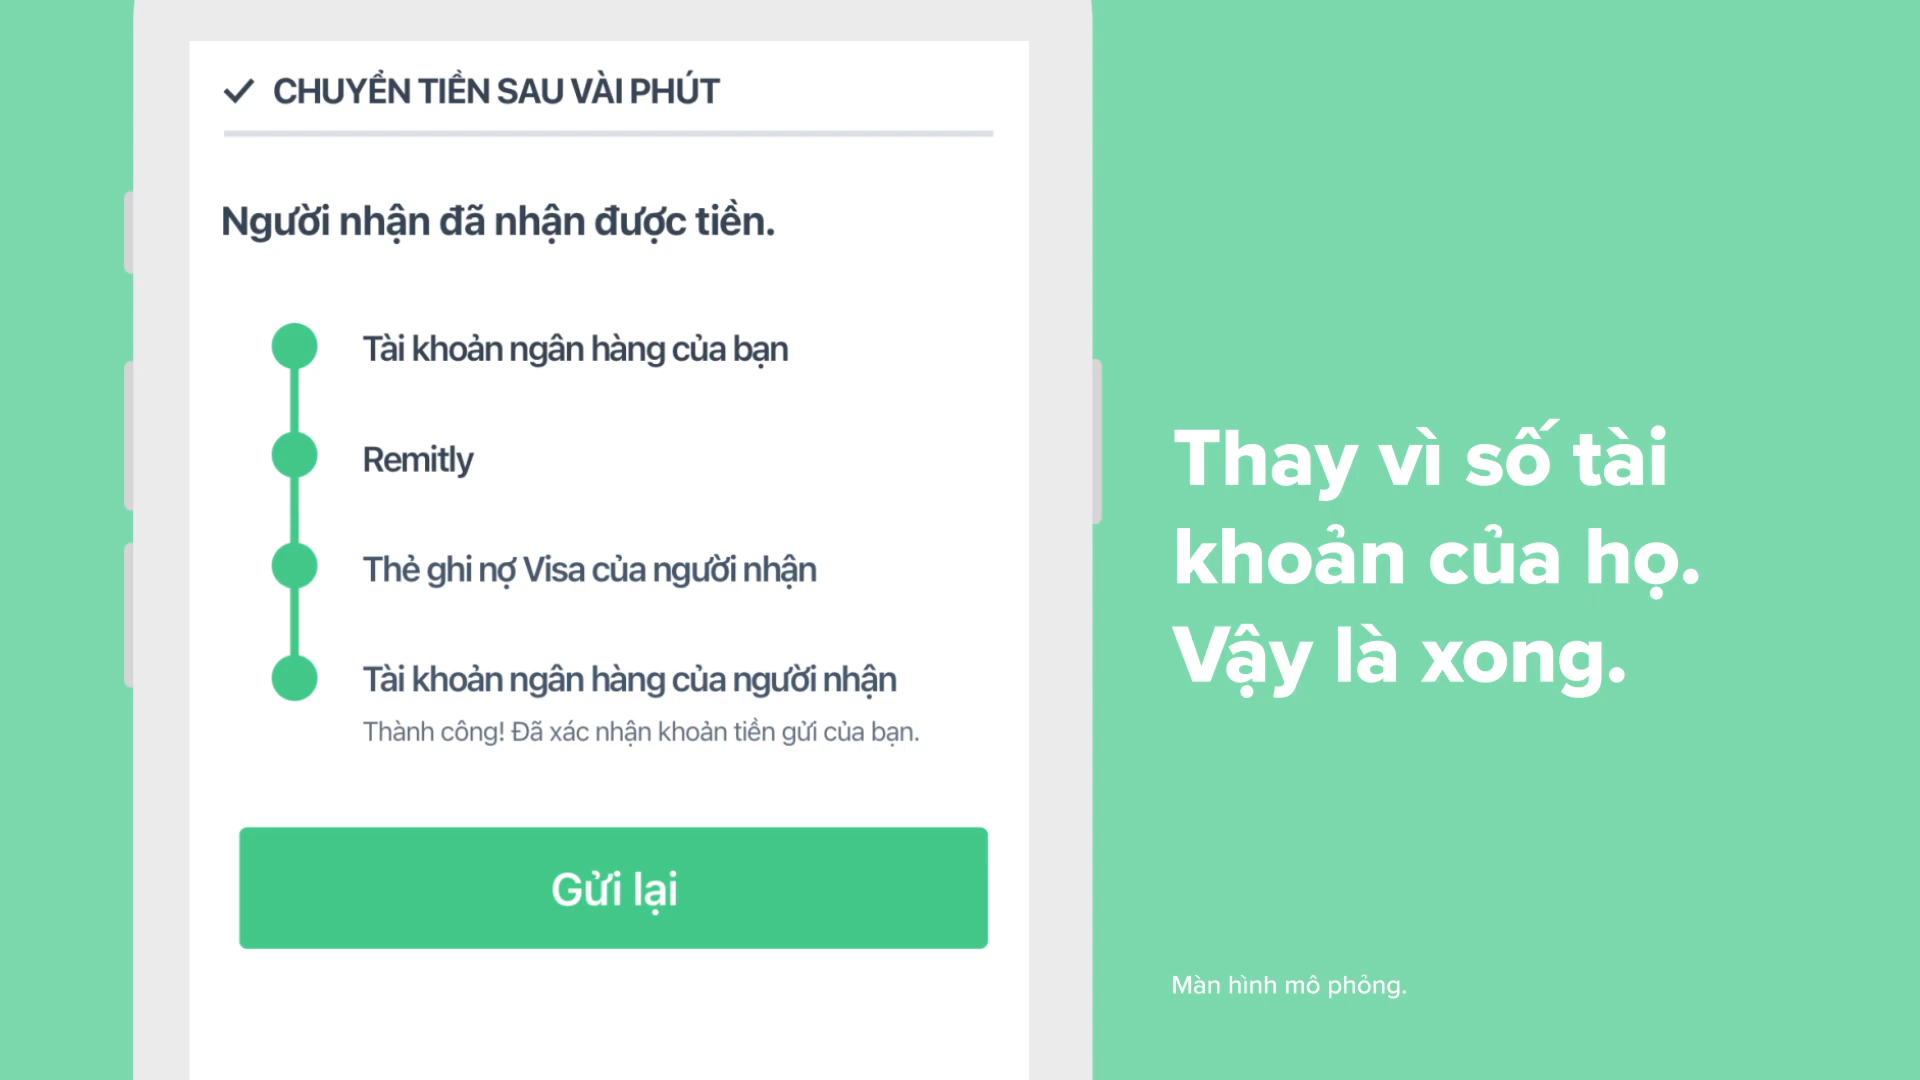 CHUYỂN TIỀN SAU VÀI PHÚT
Người nhận đã nhận được tiền.
Tài khoản ngân hàng của bạn
Remitly
Thẻ ghi nợ Visa của người nhận
Tài khoản ngân hàng của người nhận
Thành công! Đã xác nhận khoản tiền gửi của bạn.
Gửi lại
Thay vì số tài
khoản của họ.
Vậy là xong.
Màn hình mô phỏng.